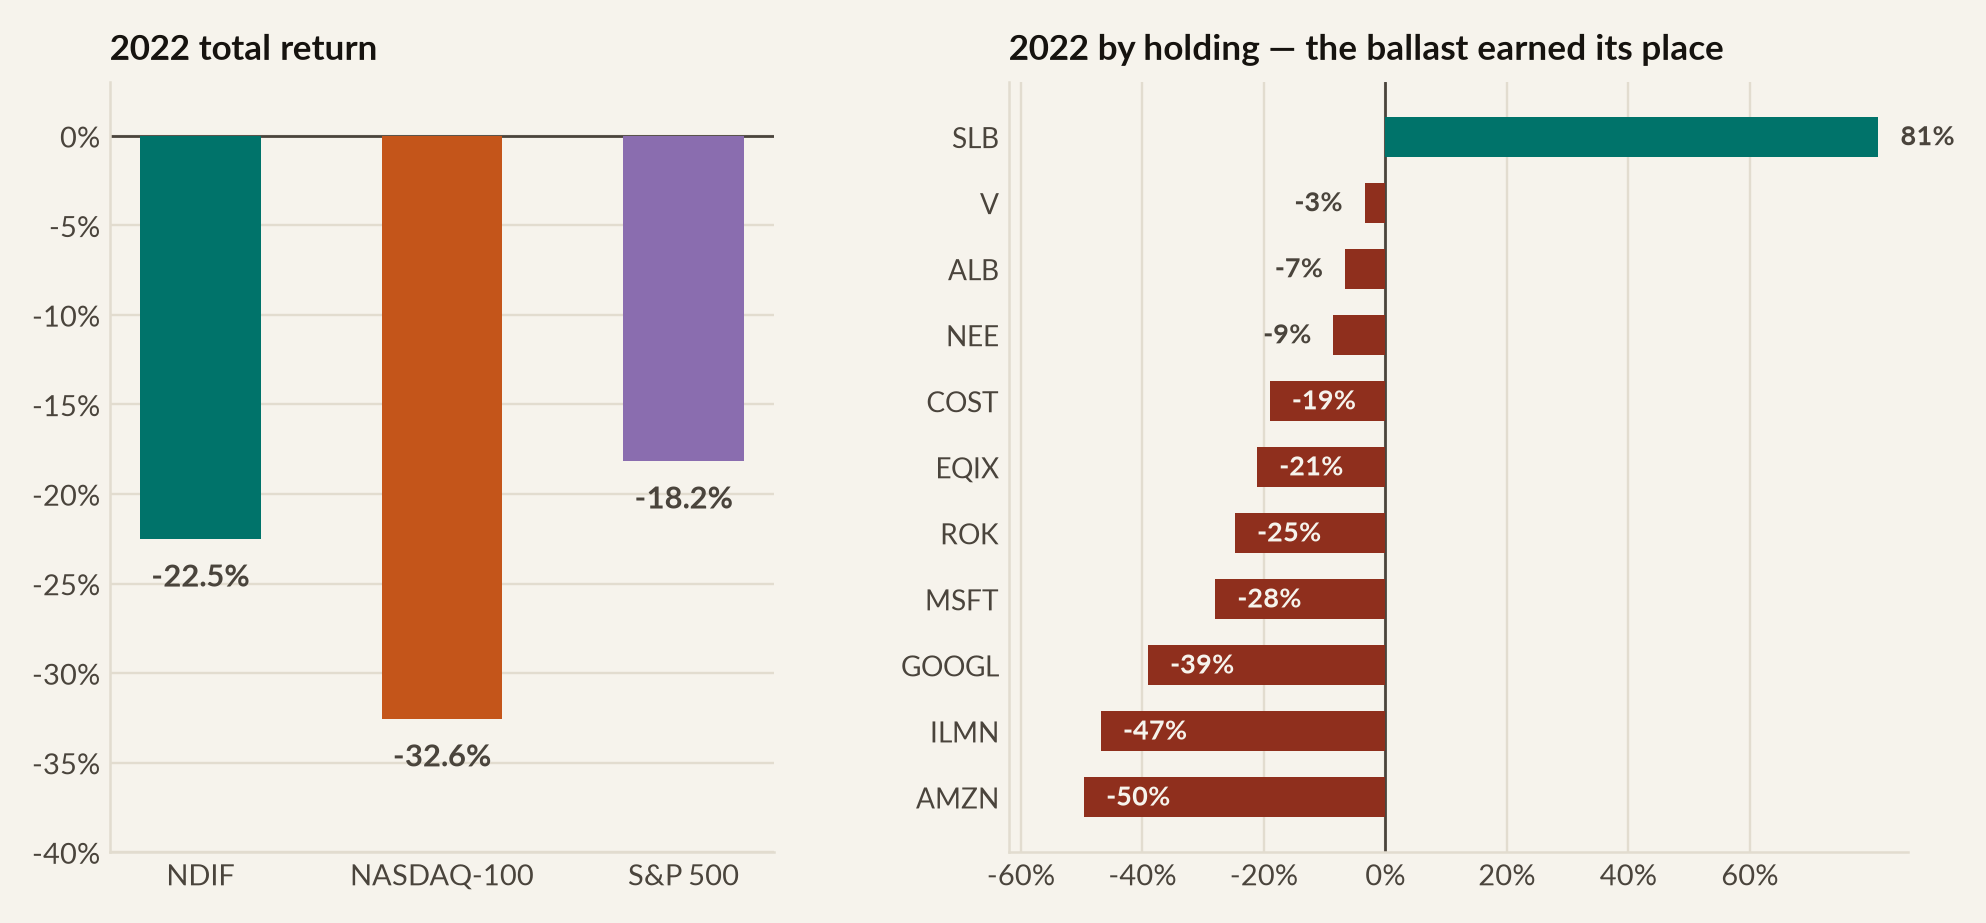 2022 total return
0%
-5%
-10%
-15%
-20%
-25%
-30%
-35%
-40%
-22.5%
-32.6%
-18.2%
NDIF
NASDAQ-100
S&P 500
2022 by holding — the ballast earned its place
SLB 81%
V -3%
ALB -7%
NEE -9%
COST -19%
EQIX -21%
ROK -25%
MSFT -28%
GOOGL -39%
ILMN -47%
AMZN -50%
-60% -40% -20% 0% 20% 40% 60%